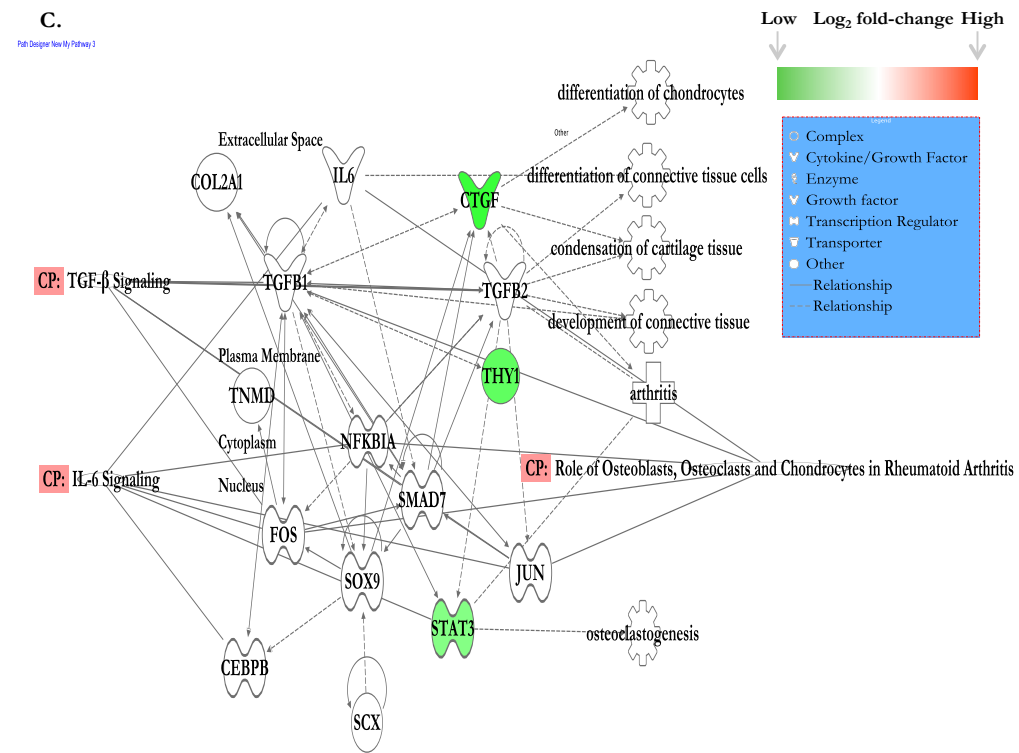 C.
Path Designer New My Pathway 3
Low Log2 fold-change High
differentiation of chondrocytes
Other
Extracellular Space
COL2A1
IL6
CTGF
differentiation of connective tissue cells
condensation of cartilage tissue
CP: TGF-β Signaling
TGFB1
TGFB2
development of connective tissue
Legend
Complex
Cytokine/Growth Factor
Enzyme
Growth factor
Transcription Regulator
Transporter
Other
Relationship
Relationship
Plasma Membrane
THY1
TNMD
arthritis
Cytoplasm
NFKBIA
CP: Role of Osteoblasts, Osteoclasts and Chondrocytes in Rheumatoid Arthritis
CP: IL-6 Signaling
Nucleus
SMAD7
FOS
SOX9
JUN
STAT3
osteoclastogenesis
CEBPB
SCX